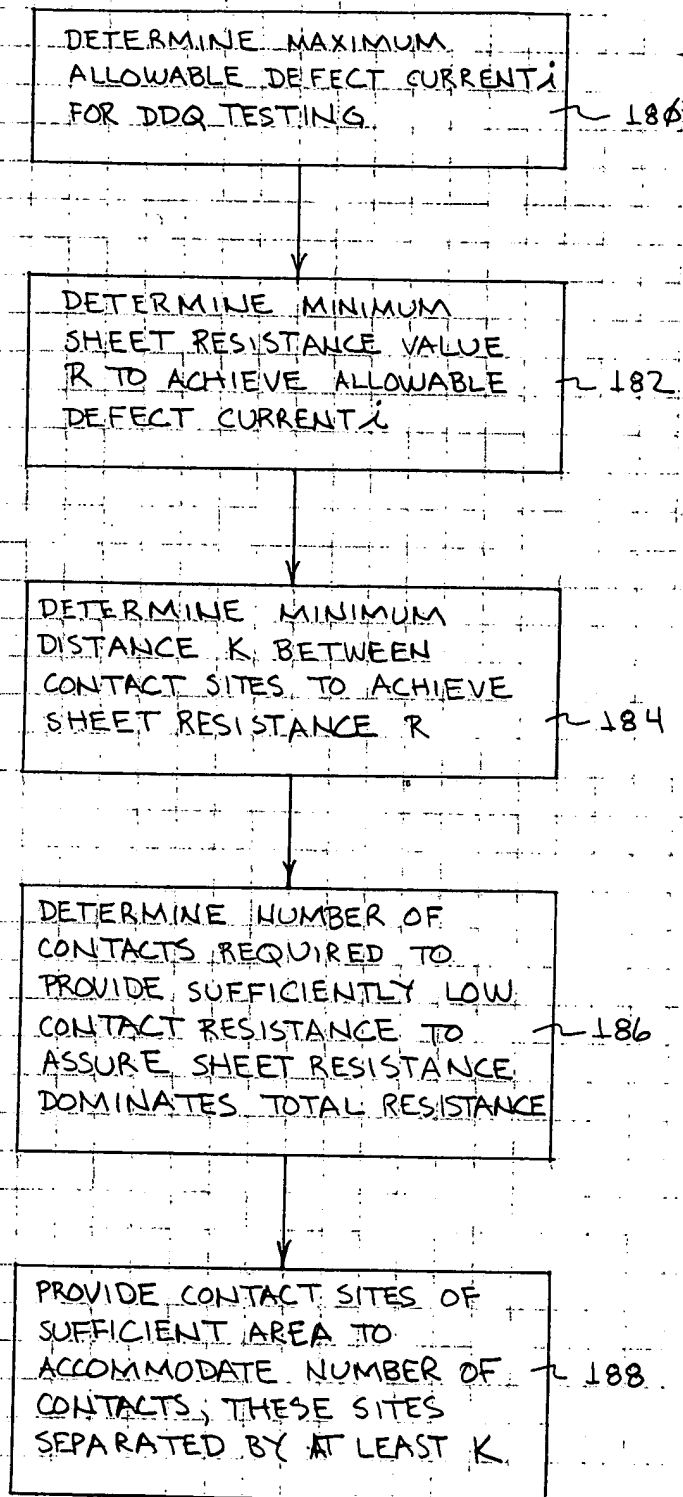 DETERMINE MAXIMUM
ALLOWABLE DEFECT CURRENT i
FOR DDQ TESTING
180
DETERMINE MINIMUM
SHEET RESISTANCE VALUE
R TO ACHIEVE ALLOWABLE
DEFECT CURRENT i
182
DETERMINE MINIMUM
DISTANCE K BETWEEN
CONTACT SITES TO ACHIEVE
SHEET RESISTANCE R
184
DETERMINE NUMBER OF
CONTACTS REQUIRED TO
PROVIDE SUFFICIENTLY LOW
CONTACT RESISTANCE TO
ASSURE SHEET RESISTANCE
DOMINATES TOTAL RESISTANCE
186
PROVIDE CONTACT SITES OF
SUFFICIENT AREA TO
ACCOMMODATE NUMBER OF
CONTACTS, THESE SITES
SEPARATED BY AT LEAST K
188